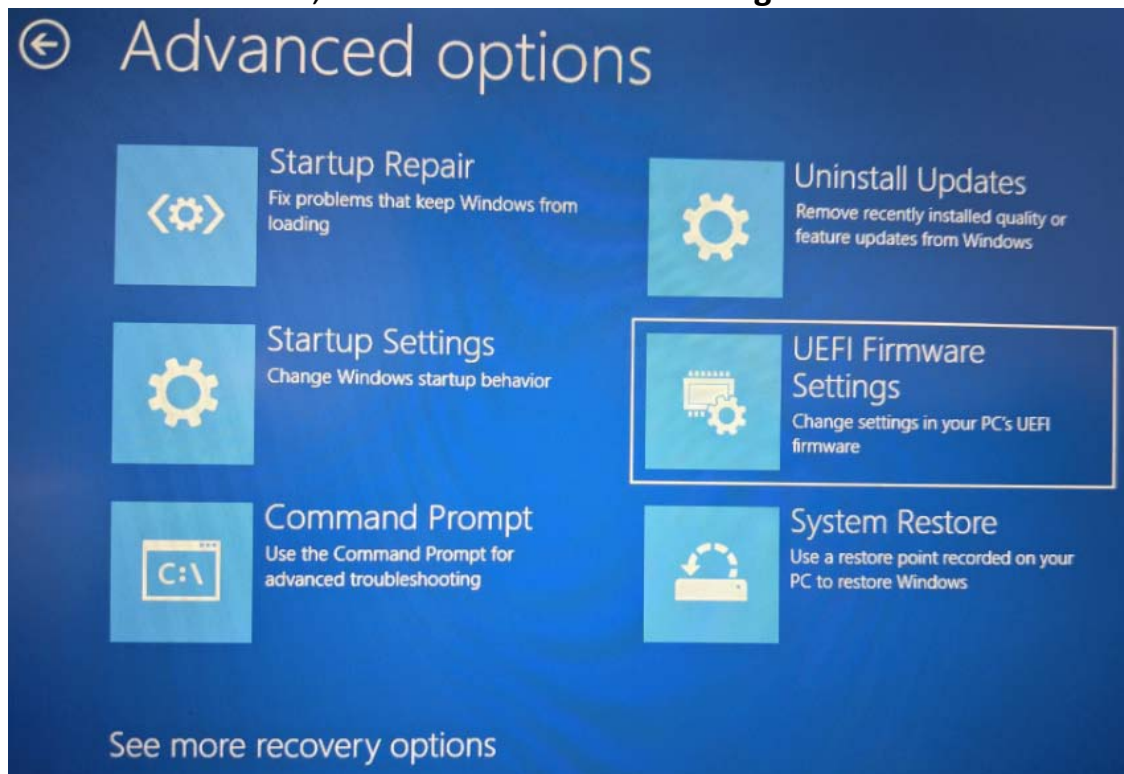 Advanced options
Startup Repair
Fix problems that keep Windows from
loading
Uninstall Updates
Remove recently installed quality or
feature updates from Windows
Startup Settings
Change Windows startup behavior
UEFI Firmware
Settings
Change settings in your PC's UEFI
firmware
Command Prompt
Use the Command Prompt for
advanced troubleshooting
C:\
System Restore
Use a restore point recorded on your
PC to restore Windows
See more recovery options